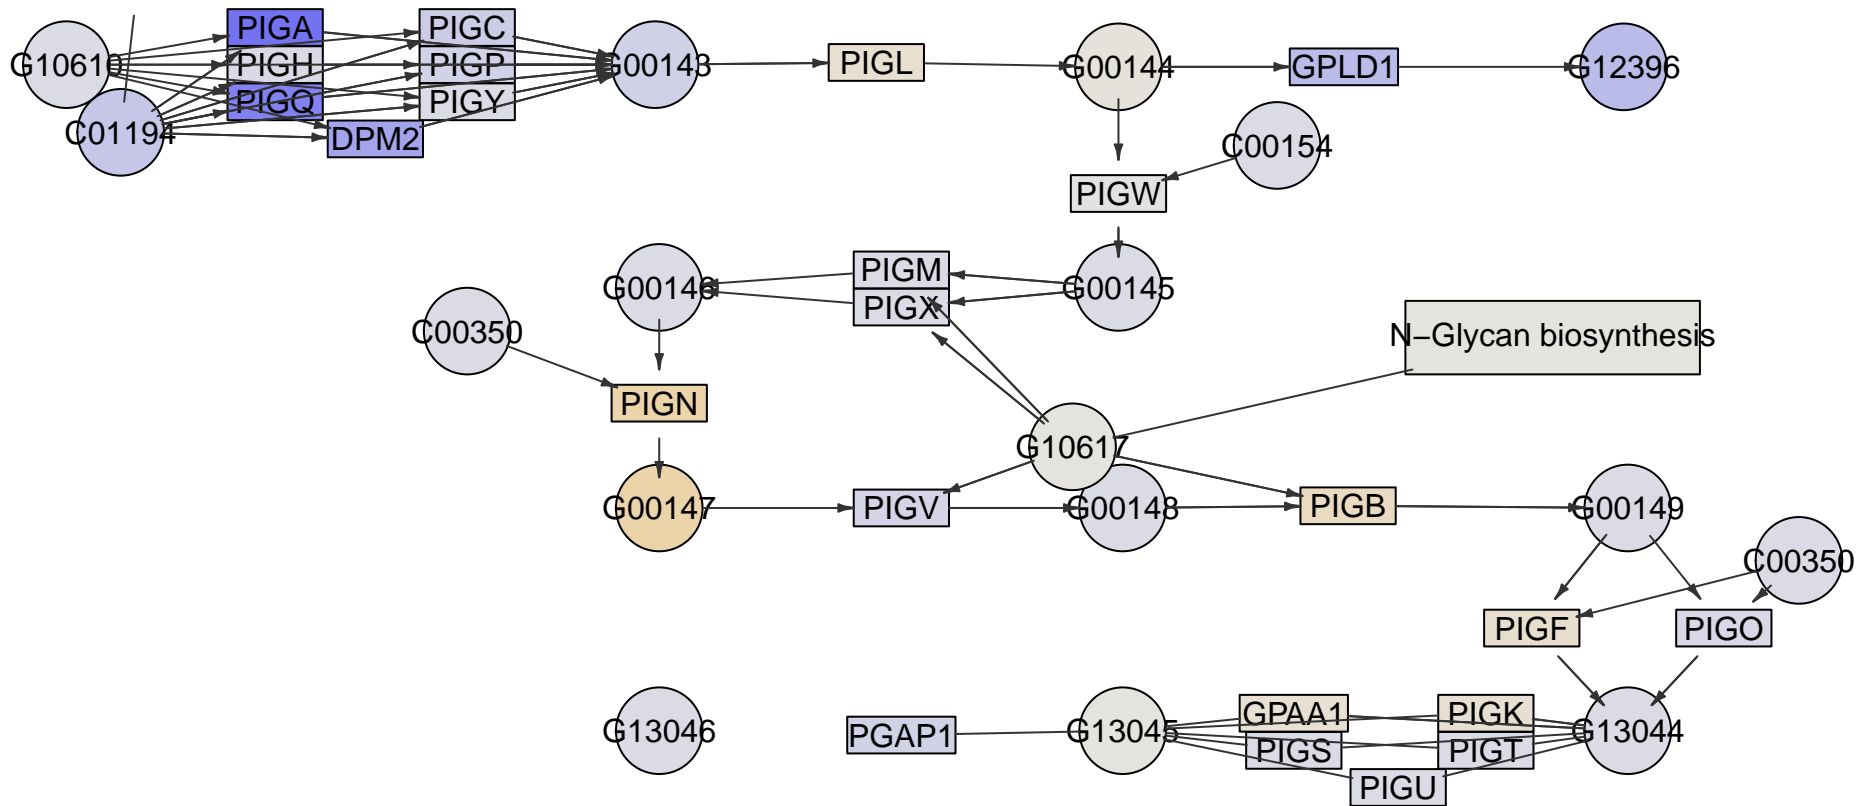 PIGA
PIGC
G10610
PIGH
PIGP
G00143
PIGL
G00144
GPLD1
G12396
PIGQ
PIGY
C01194
DPM2
C00154
PIGW
PIGM
G00146
G00145
PIGX
C00350
N−Glycan biosynthesis
PIGN
G10617
G00147
PIGV
G00148
PIGB
G00149
C00350
PIGF
PIGO
GPAA1
PIGK
G13046
PGAP1
G13045
G13044
PIGS
PIGT
PIGU